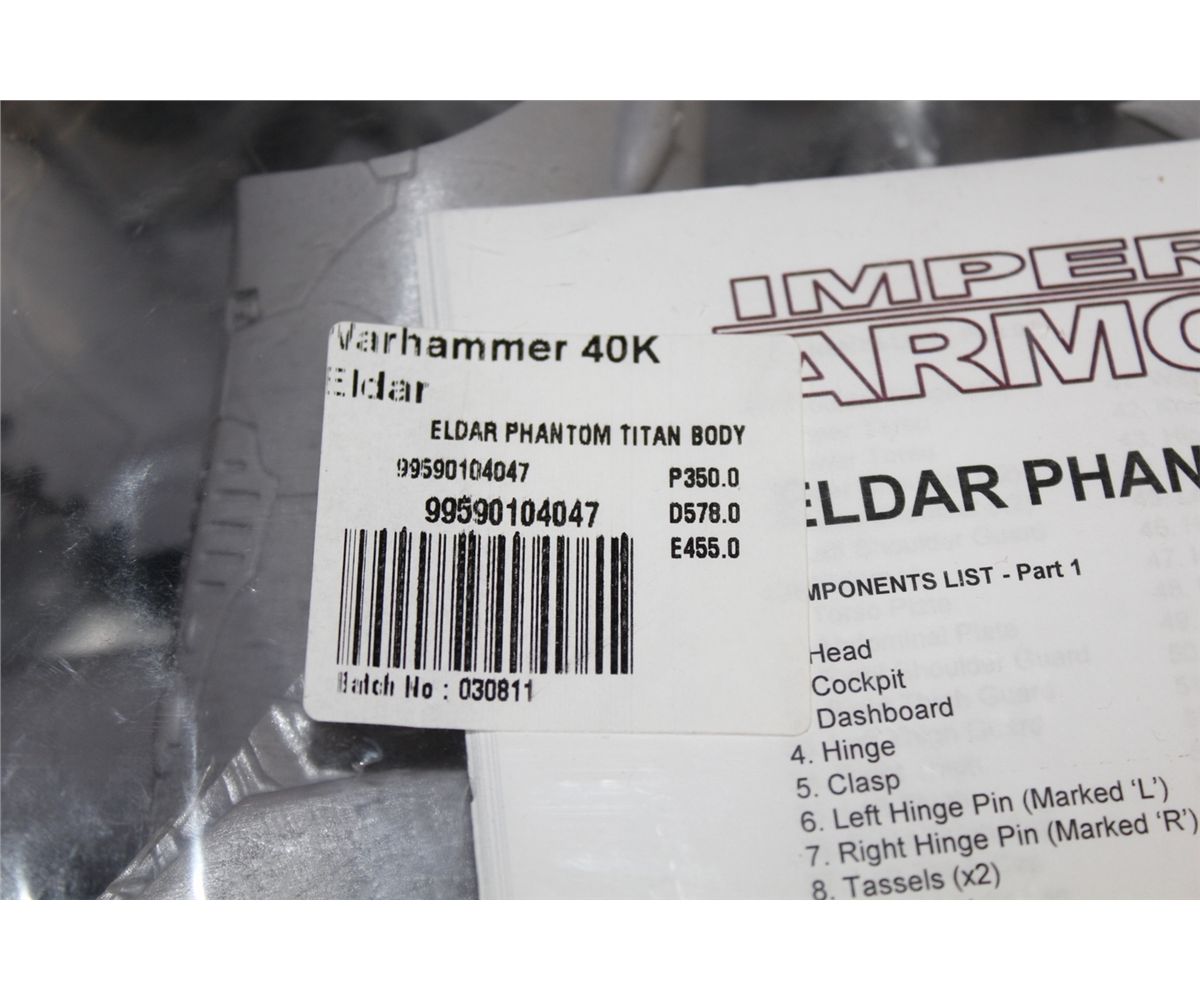 Warhammer 40K
Eldar
ELDAR PHANTOM TITAN BODY
99590104047 P350.0
99590104047 D578.0
E455.0
Batch No : 030811
IMPER
ARMO
ELDAR PHAN
MPONENTS LIST - Part 1
Head
Cockpit
Dashboard
4. Hinge
5. Clasp
6. Left Hinge Pin (Marked ‘L’)
7. Right Hinge Pin (Marked ‘R’)
8. Tassels (x2)